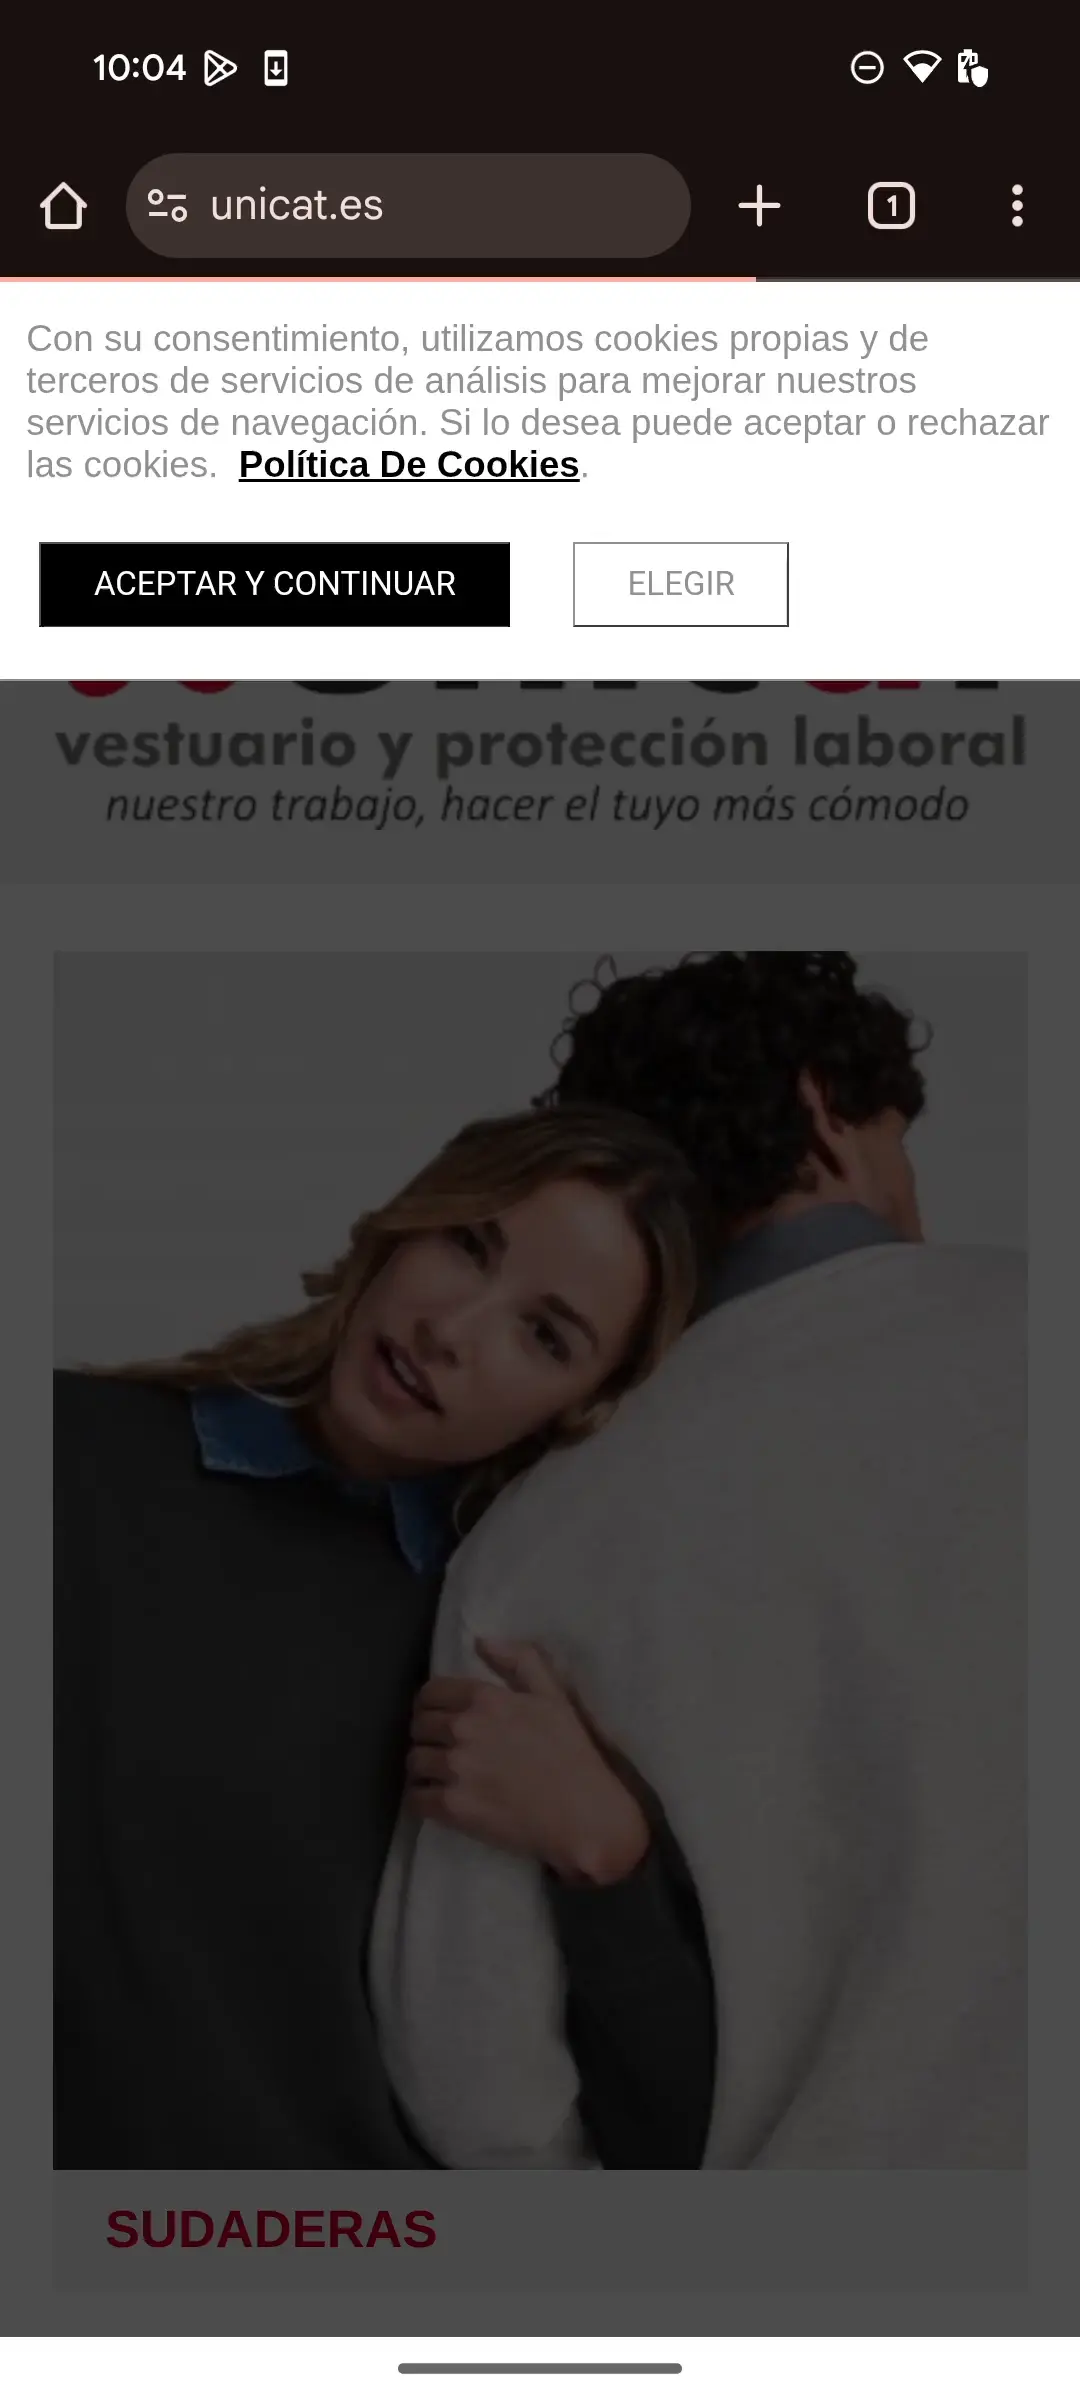 10:04
unicat.es
1
Con su consentimiento, utilizamos cookies propias y de
terceros de servicios de análisis para mejorar nuestros
servicios de navegación. Si lo desea puede aceptar o rechazar
las cookies. Política De Cookies.
ACEPTAR Y CONTINUAR
ELEGIR
vestuario y protección laboral
nuestro trabajo, hacer el tuyo más cómodo
SUDADERAS